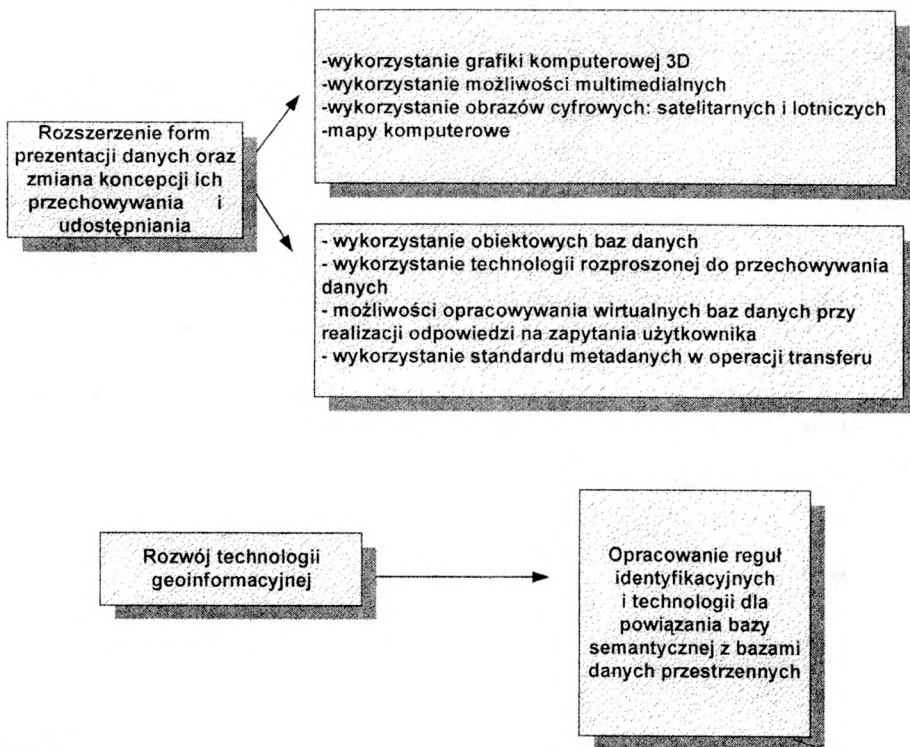 Rozszerzenie form
prezentacji danych oraz
zmiana koncepcji ich
przechowywania i
udostępniania
-wykorzystanie grafiki komputerowej 3D
-wykorzystanie możliwości multimedialnych
-wykorzystanie obrazów cyfrowych: satelitarnych i lotniczych
-mapy komputerowe
- wykorzystanie obiektowych baz danych
- wykorzystanie technologii rozproszonej do przechowywania
danych
- możliwości opracowywania wirtualnych baz danych przy
realizacji odpowiedzi na zapytania użytkownika
- wykorzystanie standardu metadanych w operacji transferu
Rozwój technologii
geoinformacyjnej
Opracowanie reguł
identyfikacyjnych
i technologii dla
powiązania bazy
semantycznej z bazami
danych przestrzennych